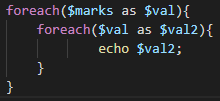 foreach($marks as $val){
    foreach($val as $val2){
            echo $val2;
    }
}